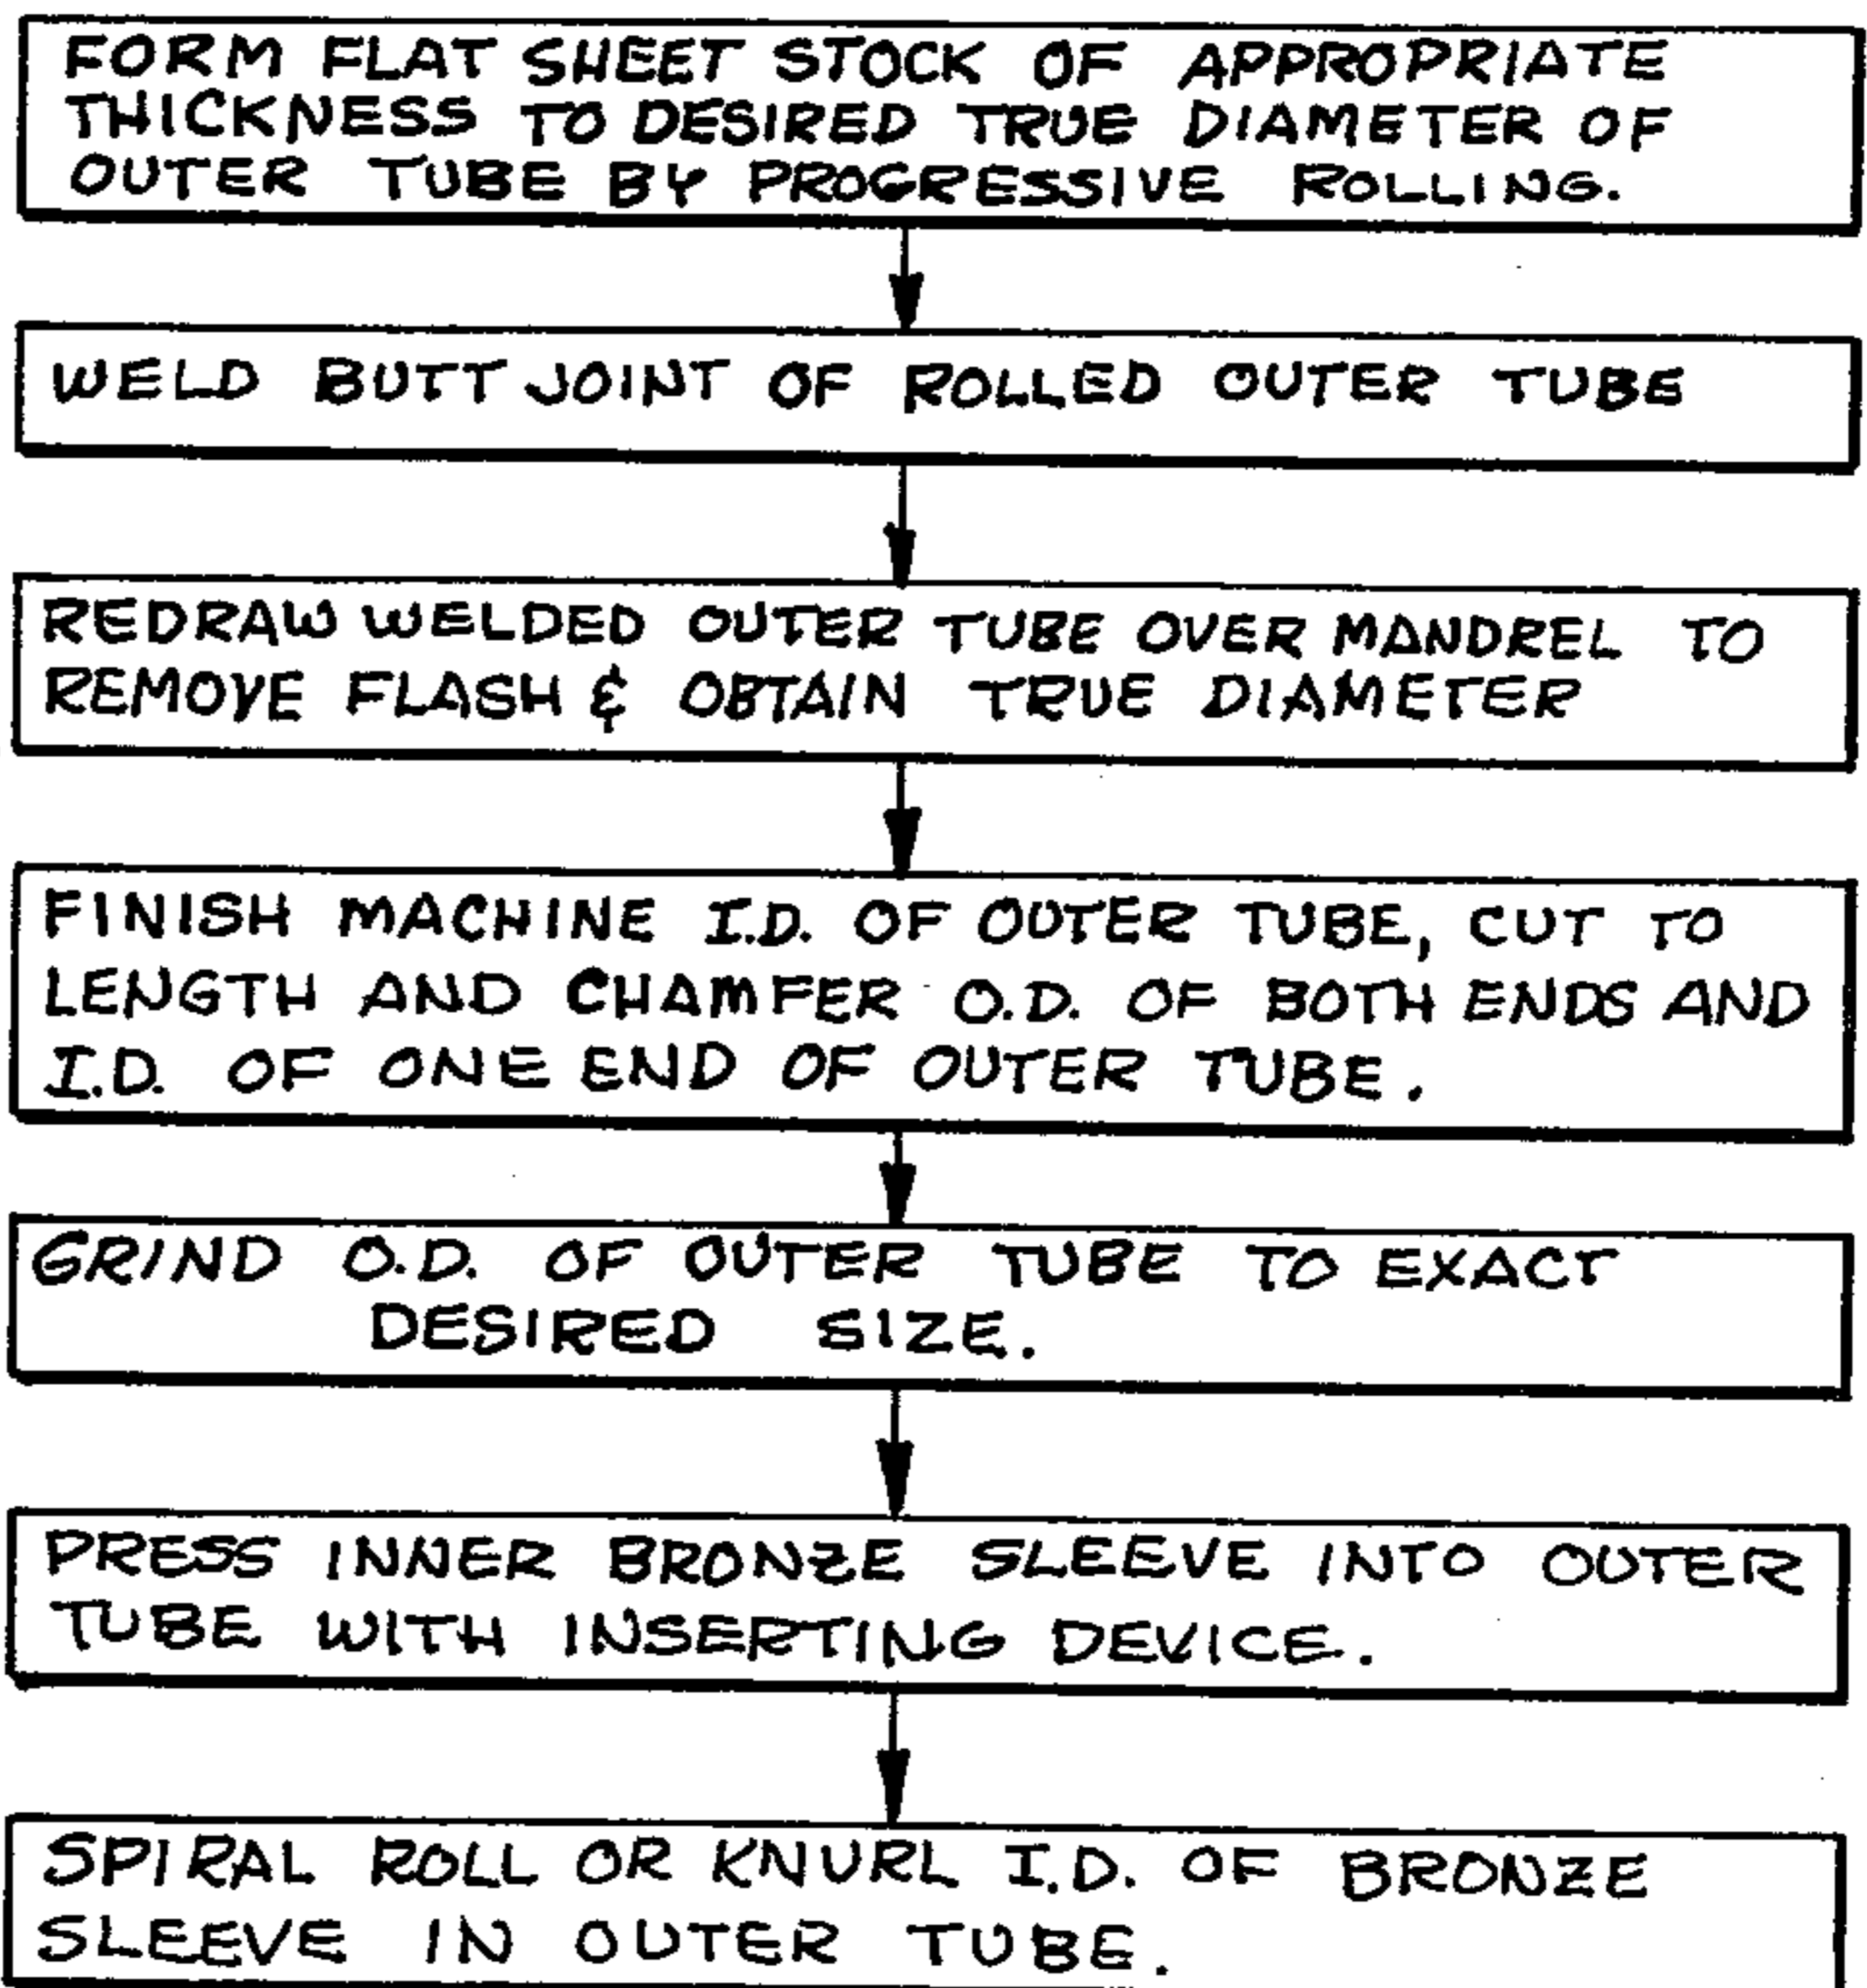 FORM FLAT SHEET STOCK OF APPROPRIATE
THICKNESS TO DESIRED TRUE DIAMETER OF
OUTER TUBE BY PROGRESSIVE ROLLING.
WELD BUTT JOINT OF ROLLED OUTER TUBE
REDRAW WELDED OUTER TUBE OVER MANDREL TO
REMOVE FLASH & OBTAIN TRUE DIAMETER
FINISH MACHINE I.D. OF OUTER TUBE, CUT TO
LENGTH AND CHAMFER O.D. OF BOTH ENDS AND
I.D. OF ONE END OF OUTER TUBE.
GRIND O.D. OF OUTER TUBE TO EXACT
DESIRED SIZE.
PRESS INNER BRONZE SLEEVE INTO OUTER
TUBE WITH INSERTING DEVICE.
SPIRAL ROLL OR KNURL I.D. OF BRONZE
SLEEVE IN OUTER TUBE.